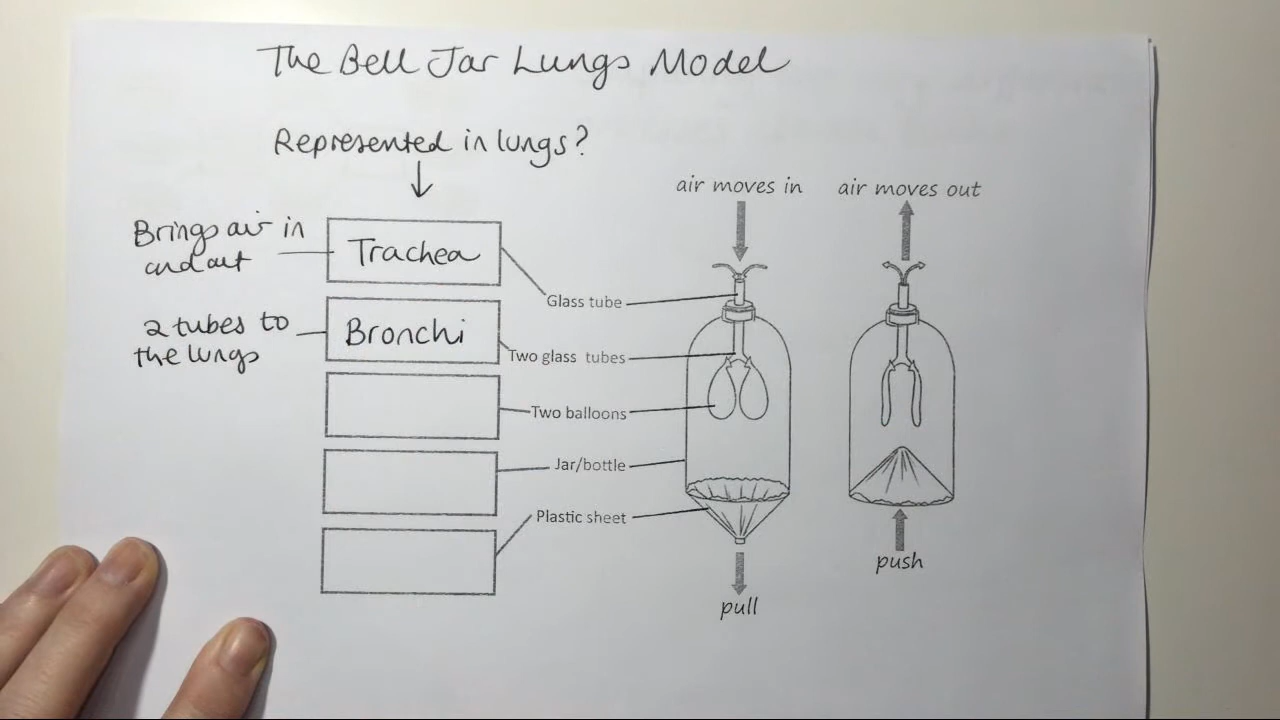 The Bell Jar Lungs Model
Represented in lungs?
air moves in
air moves out
Brings air in
and out
Trachea
Glass tube
2 tubes to
the lungs
Bronchi
Two glass tubes
Two balloons
Jar/bottle
Plastic sheet
push
pull